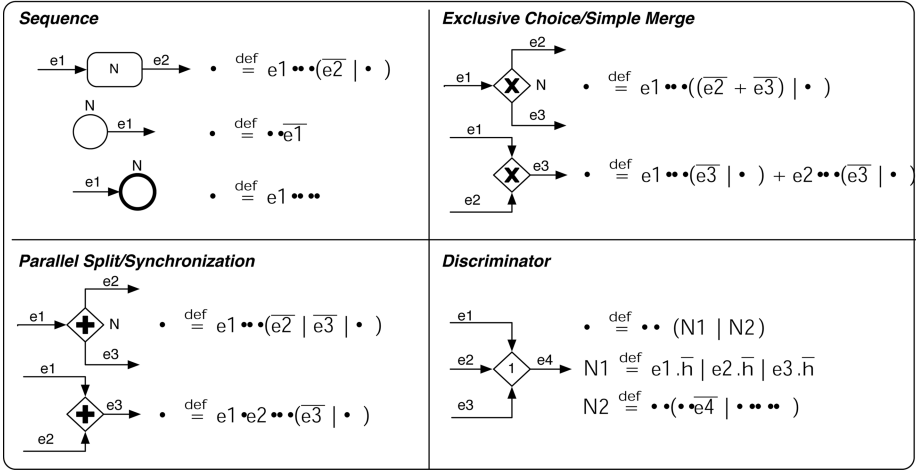 Sequence
e1 N e2 • def = e1 •• •(e2̅ | • )
N
e1 • def = • •e1̅
N
e1 • def = e1 •• ••
Exclusive Choice/Simple Merge
e2
e1 N • def = e1 •• •((e2̅ + e3̅) | • )
e3
e1
e3 • def = e1 •• •(e3̅ | • ) + e2 •• •(e3̅ | • )
e2
Parallel Split/Synchronization
e2
e1 N • def = e1 •• •(e2̅ | e3̅ | • )
e3
e1
e3 • def = e1 •e2 •• •(e3̅ | • )
e2
Discriminator
e1
• def = • • (N1 | N2)
e2 1 e4 N1 def = e1 .h̅ | e2 .h̅ | e3 .h̅
e3 N2 def = • •(• •e4̅ | • •• •• )